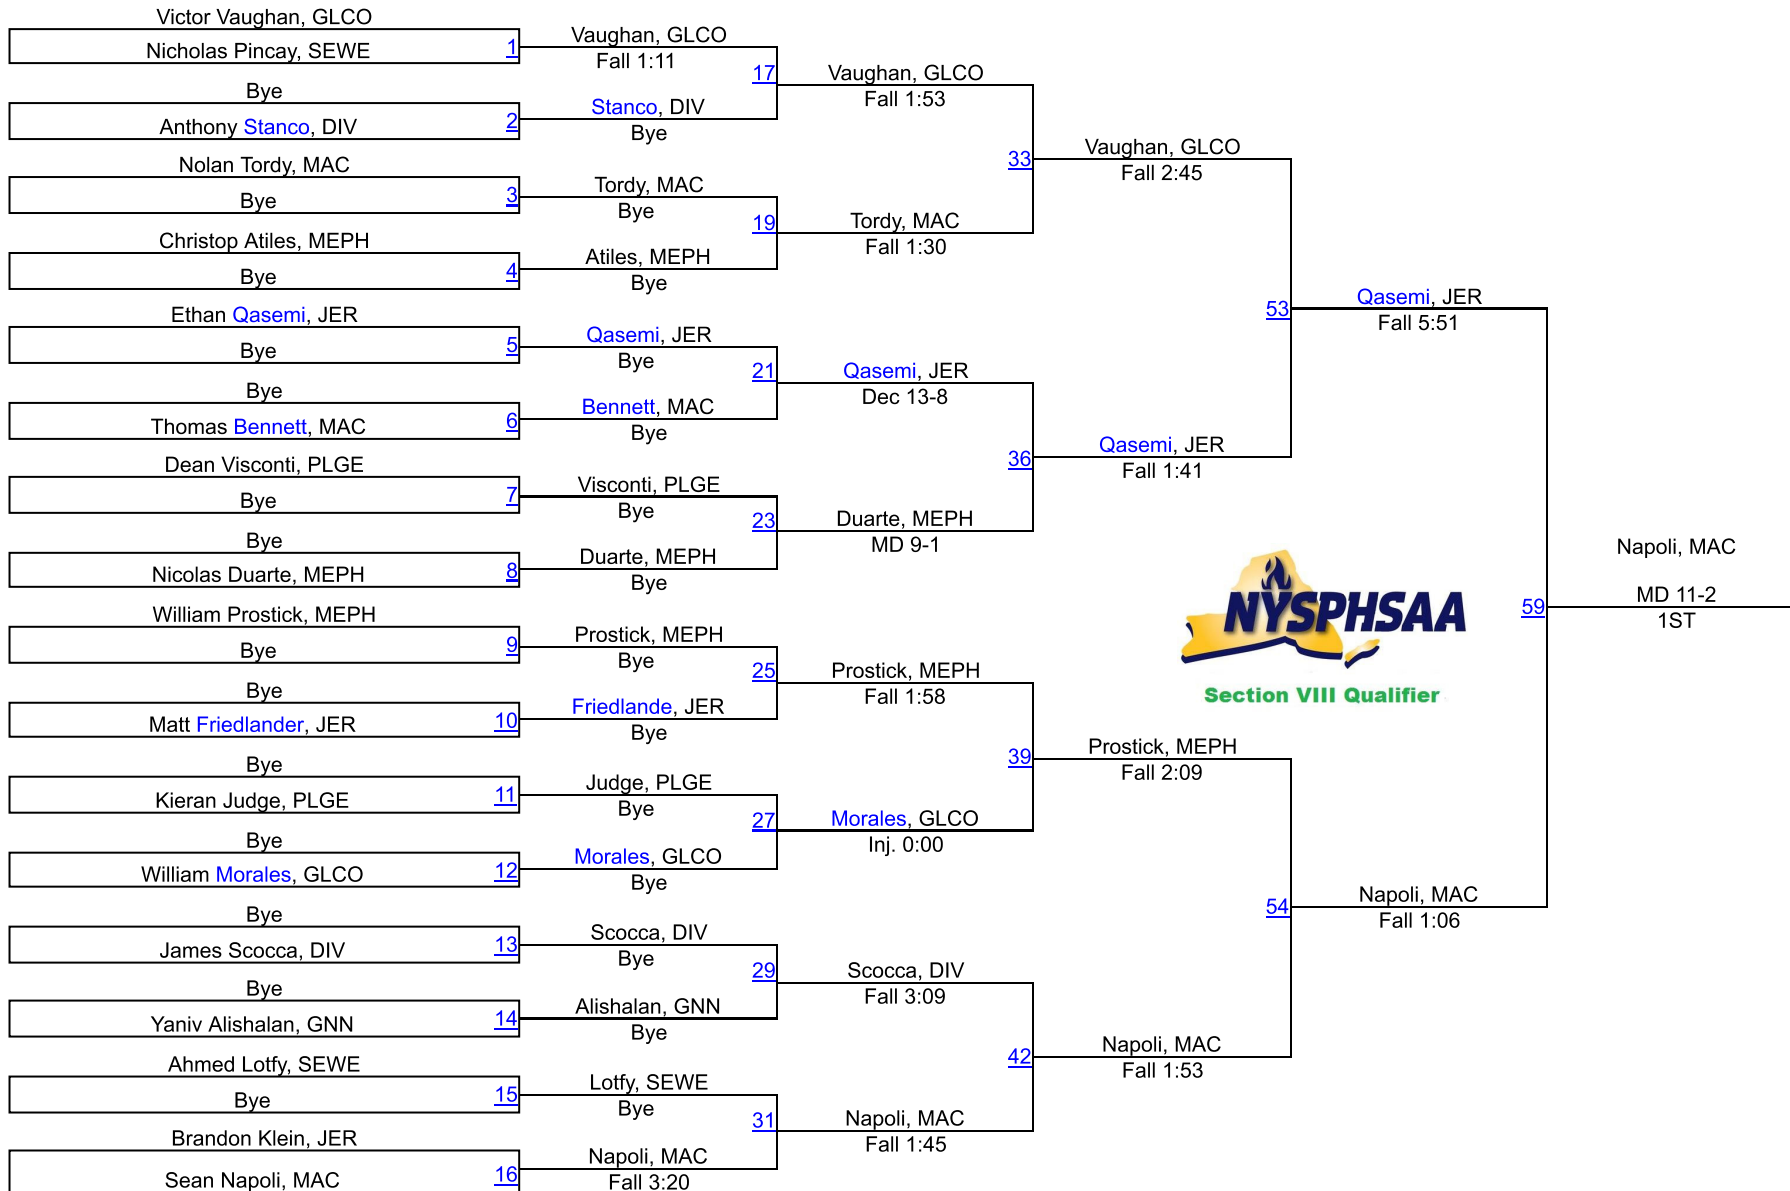 Victor Vaughan, GLCO
Nicholas Pincay, SEWE
1
Bye
Anthony Stanco, DIV
2
Nolan Tordy, MAC
Bye
3
Christop Atiles, MEPH
Bye
4
Ethan Qasemi, JER
Bye
5
Bye
Thomas Bennett, MAC
6
Dean Visconti, PLGE
Bye
7
Bye
Nicolas Duarte, MEPH
8
William Prostick, MEPH
Bye
9
Bye
Matt Friedlander, JER
10
Bye
Kieran Judge, PLGE
11
Bye
William Morales, GLCO
12
Bye
James Scocca, DIV
13
Bye
Yaniv Alishalan, GNN
14
Ahmed Lotfy, SEWE
Bye
15
Brandon Klein, JER
Sean Napoli, MAC
16
Vaughan, GLCO
Fall 1:11
17
Stanco, DIV
Bye
Tordy, MAC
Bye
19
Atiles, MEPH
Bye
Qasemi, JER
Bye
21
Bennett, MAC
Bye
Visconti, PLGE
Bye
23
Duarte, MEPH
Bye
Prostick, MEPH
Bye
25
Friedlande, JER
Bye
Judge, PLGE
Bye
27
Morales, GLCO
Bye
Scocca, DIV
Bye
29
Alishalan, GNN
Bye
Lotfy, SEWE
Bye
31
Napoli, MAC
Fall 3:20
Vaughan, GLCO
Fall 1:53
33
Tordy, MAC
Fall 1:30
Qasemi, JER
Dec 13-8
36
Duarte, MEPH
MD 9-1
Prostick, MEPH
Fall 1:58
39
Morales, GLCO
Inj. 0:00
Scocca, DIV
Fall 3:09
42
Napoli, MAC
Fall 1:45
Vaughan, GLCO
Fall 2:45
53
Qasemi, JER
Fall 1:41
Prostick, MEPH
Fall 2:09
54
Napoli, MAC
Fall 1:53
Qasemi, JER
Fall 5:51
59
Napoli, MAC
Fall 1:06
Napoli, MAC
MD 11-2
1ST
NYSPHSAA
Section VIII Qualifier